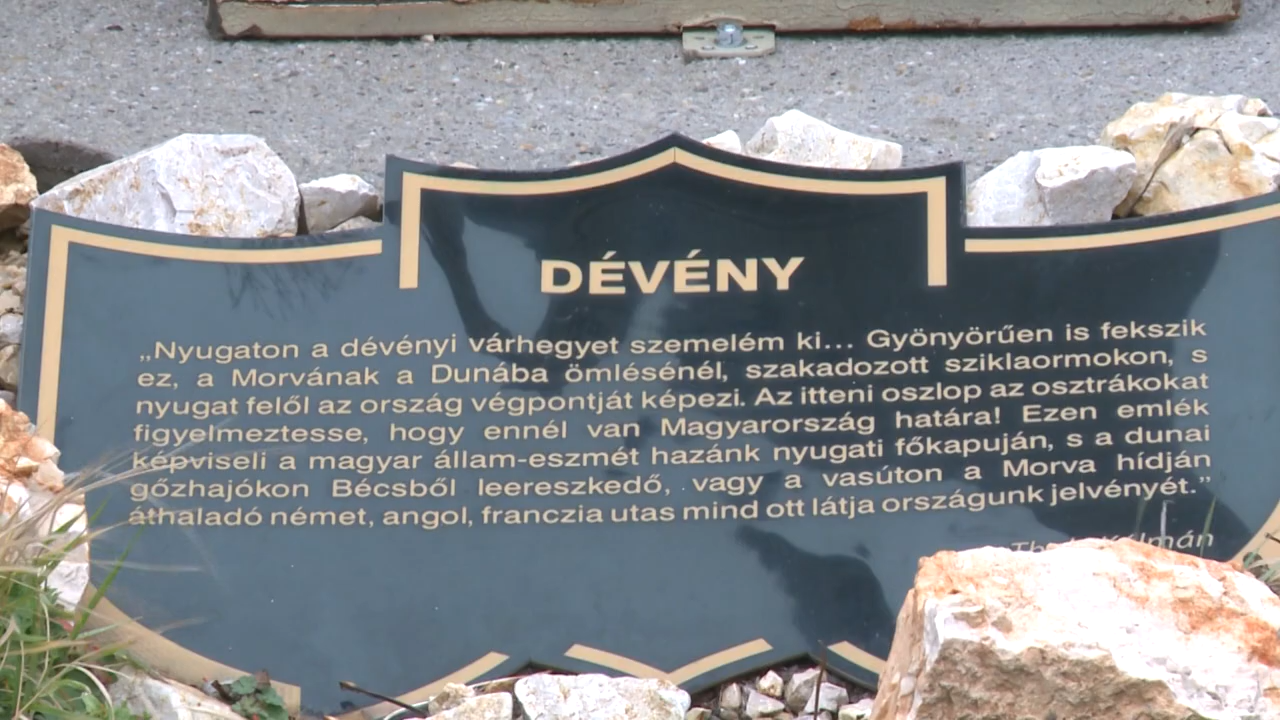 DÉVÉNY
„Nyugaton a dévényi várhegyet szemelém ki... Gyönyörűen is fekszik
ez, a Morvának a Dunába ömlésénél, szakadozott sziklaormokon, s
nyugat felől az ország végpontját képezi. Az itteni oszlop az osztrákokat
figyelmeztesse, hogy ennél van Magyarország határa! Ezen emlék
képviseli a magyar állam-eszmét hazánk nyugati főkapuján, s a dunai
gőzhajókon Bécsből leereszkedő, vagy a vasúton a Morva hídján
áthaladó német, angol, franczia utas mind ott látja országunk jelvényét.”
Kálmán